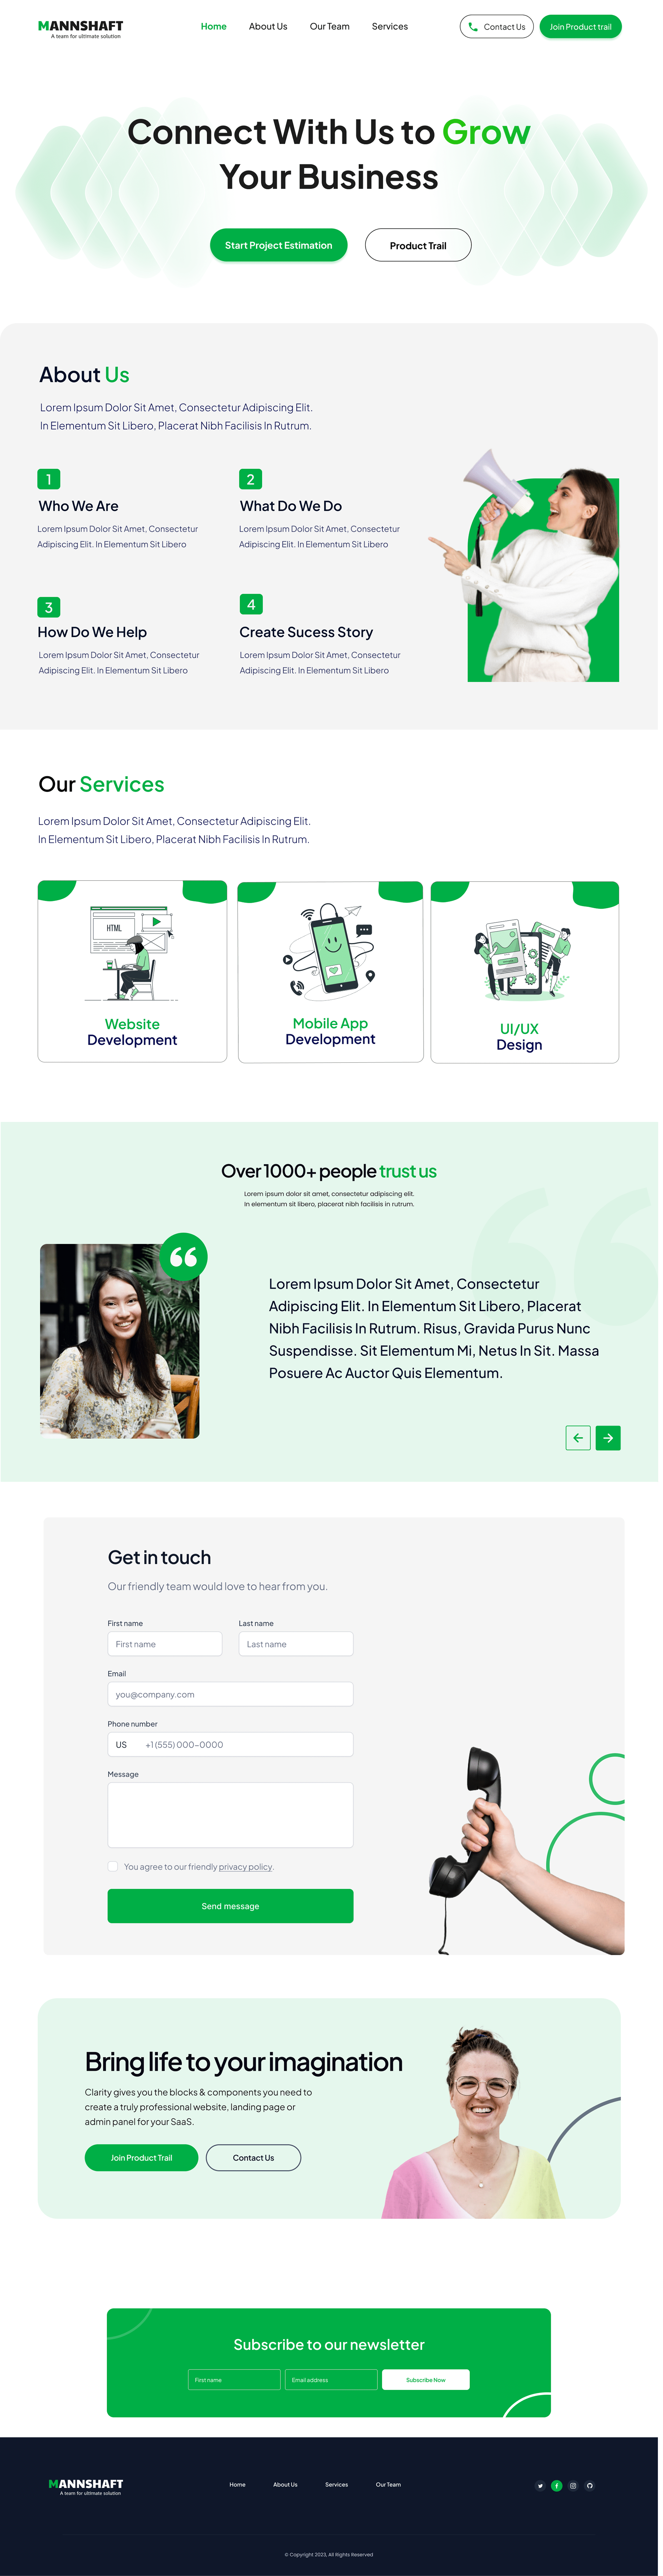 MANNSHAFT
A team for ultimate solution
Home
About Us
Our Team
Services
Contact Us
Join Product trail
Connect With Us to Grow
Your Business
Start Project Estimation
Product Trail
About Us
Lorem Ipsum Dolor Sit Amet, Consectetur Adipiscing Elit.
In Elementum Sit Libero, Placerat Nibh Facilisis In Rutrum.
1
Who We Are
Lorem Ipsum Dolor Sit Amet, Consectetur
Adipiscing Elit. In Elementum Sit Libero
2
What Do We Do
Lorem Ipsum Dolor Sit Amet, Consectetur
Adipiscing Elit. In Elementum Sit Libero
3
How Do We Help
Lorem Ipsum Dolor Sit Amet, Consectetur
Adipiscing Elit. In Elementum Sit Libero
4
Create Sucess Story
Lorem Ipsum Dolor Sit Amet, Consectetur
Adipiscing Elit. In Elementum Sit Libero
Our Services
Lorem Ipsum Dolor Sit Amet, Consectetur Adipiscing Elit.
In Elementum Sit Libero, Placerat Nibh Facilisis In Rutrum.
HTML
Website
Development
Mobile App
Development
UI/UX
Design
Over 1000+ people trust us
Lorem ipsum dolor sit amet, consectetur adipiscing elit.
In elementum sit libero, placerat nibh facilisis in rutrum.
Lorem Ipsum Dolor Sit Amet, Consectetur
Adipiscing Elit. In Elementum Sit Libero, Placerat
Nibh Facilisis In Rutrum. Risus, Gravida Purus Nunc
Suspendisse. Sit Elementum Mi, Netus In Sit. Massa
Posuere Ac Auctor Quis Elementum.
Get in touch
Our friendly team would love to hear from you.
First name
Last name
First name
Last name
Email
you@company.com
Phone number
US
+1 (555) 000-0000
Message
You agree to our friendly privacy policy.
Send message
Bring life to your imagination
Clarity gives you the blocks & components you need to
create a truly professional website, landing page or
admin panel for your SaaS.
Join Product Trail
Contact Us
Subscribe to our newsletter
First name
Email address
Subscribe Now
MANNSHAFT
A team for ultimate solution
Home
About Us
Services
Our Team
© Copyright 2023, All Rights Reserved